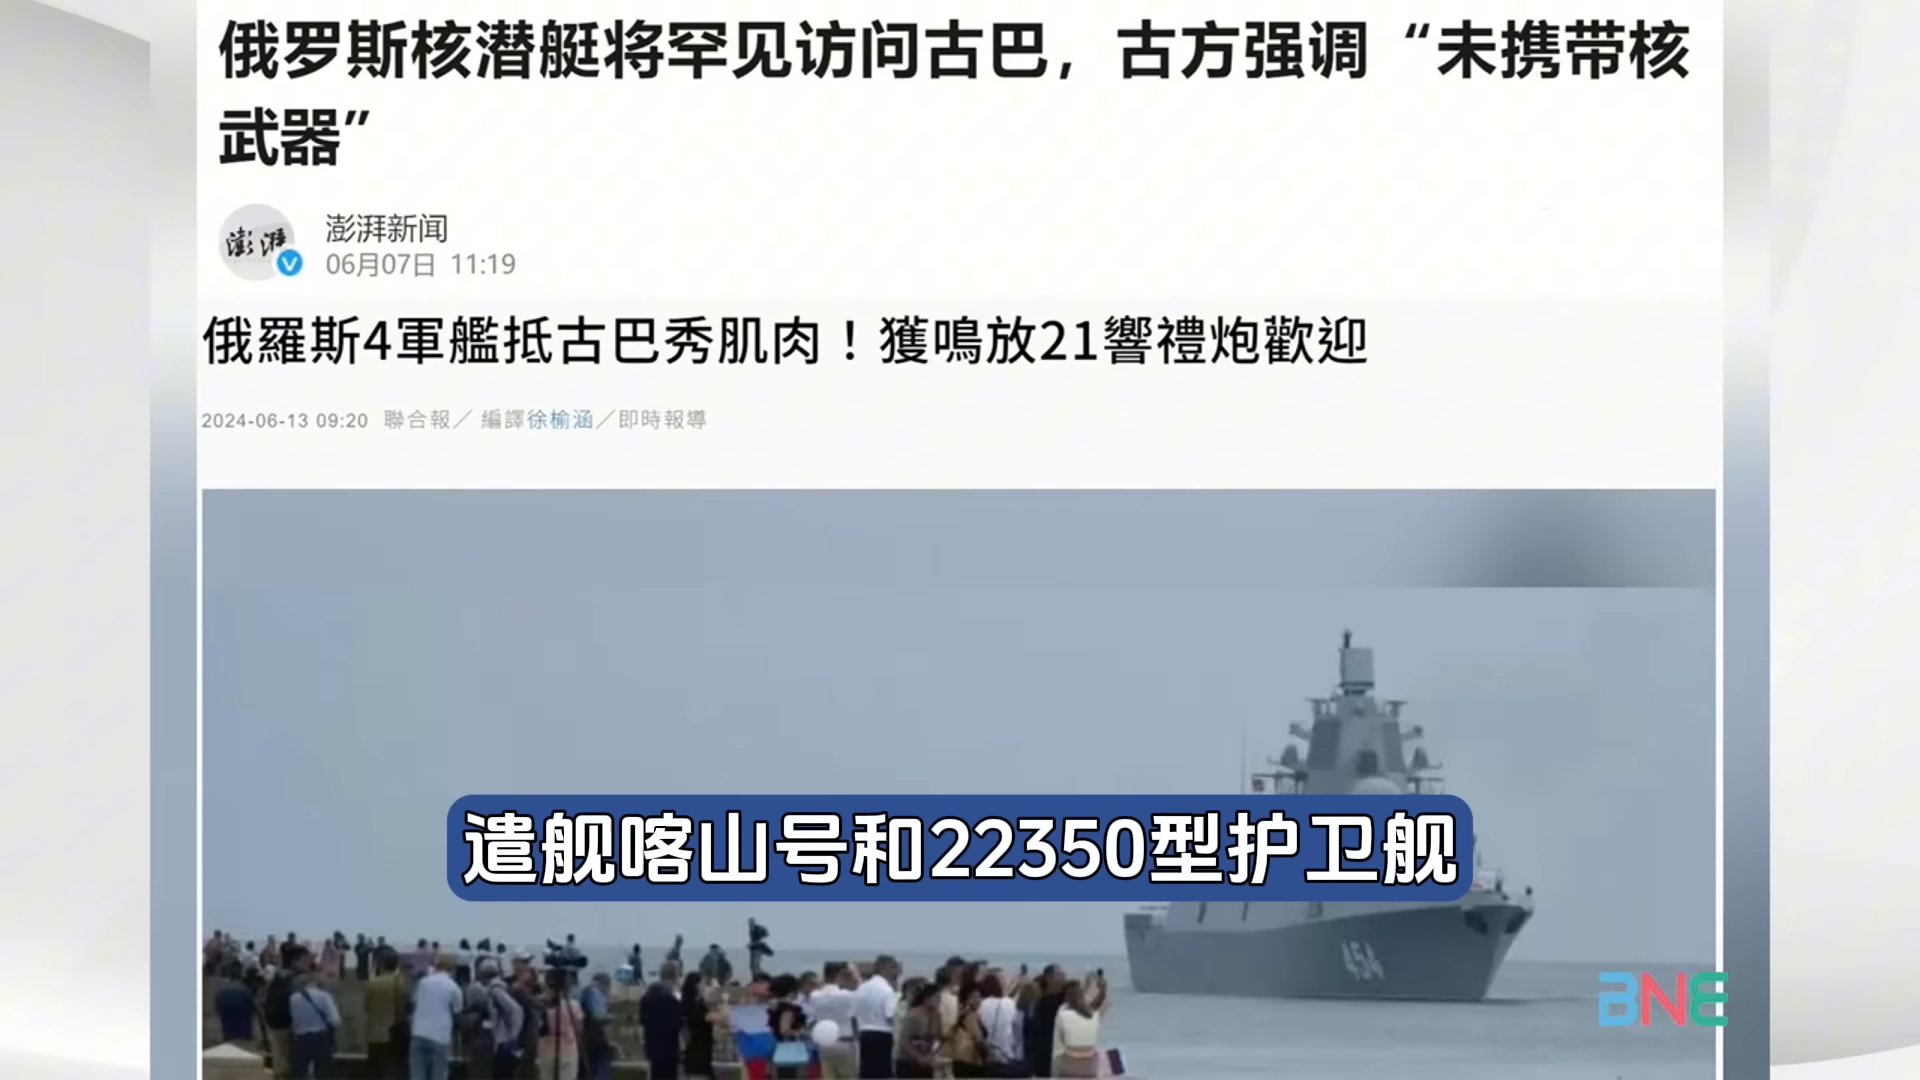 俄罗斯核潜艇将罕见访问古巴，古方强调“未携带核
武器”
澎湃
澎湃新闻
06月07日 11:19
俄羅斯4軍艦抵古巴秀肌肉！獲鳴放21響禮炮歡迎
2024-06-13 09:20 聯合報／ 編譯徐榆涵／即時報導
遣舰喀山号和22350型护卫舰
454
BNE